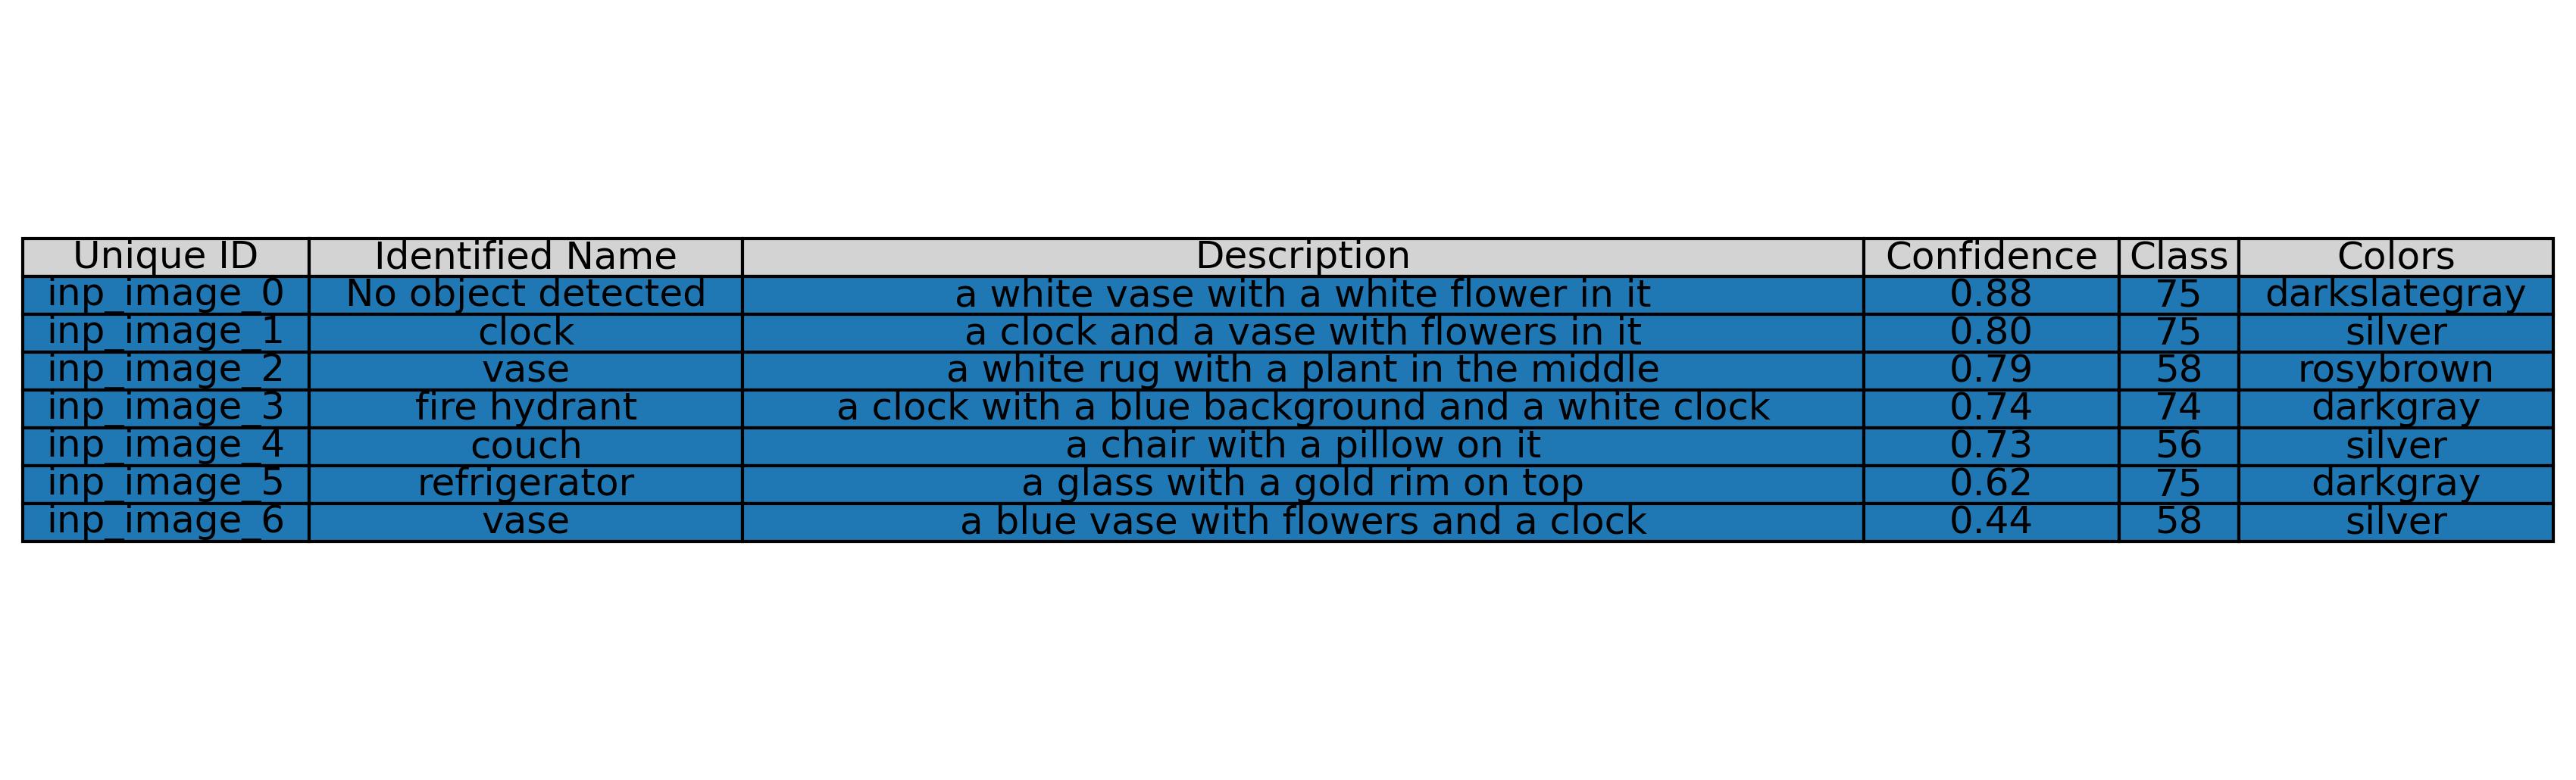 Unique ID Identified Name Description Confidence Class Colors
inp_image_0 No object detected a white vase with a white flower in it 0.88 75 darkslategray
inp_image_1 clock a clock and a vase with flowers in it 0.80 75 silver
inp_image_2 vase a white rug with a plant in the middle 0.79 58 rosybrown
inp_image_3 fire hydrant a clock with a blue background and a white clock 0.74 74 darkgray
inp_image_4 couch a chair with a pillow on it 0.73 56 silver
inp_image_5 refrigerator a glass with a gold rim on top 0.62 75 darkgray
inp_image_6 vase a blue vase with flowers and a clock 0.44 58 silver